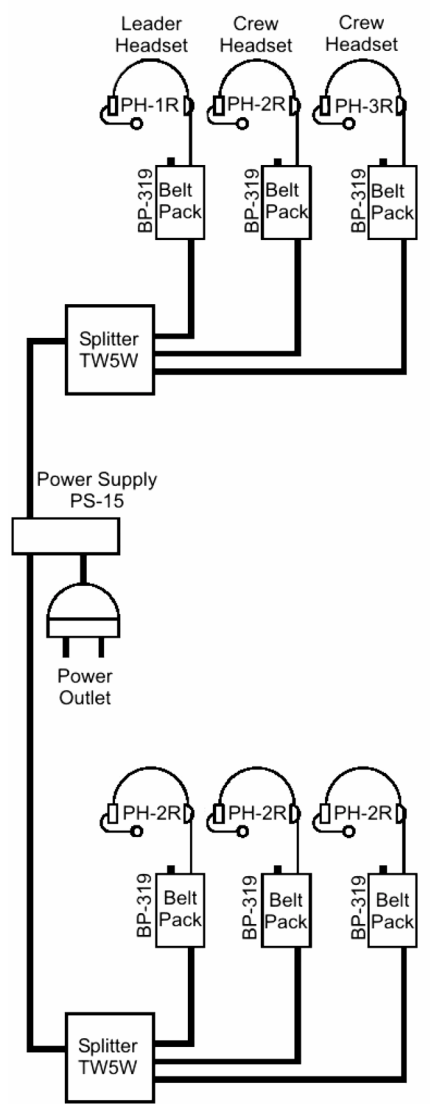 Leader
Headset
Crew
Headset
Crew
Headset
PH-1R
PH-2R
PH-3R
BP-319
Belt
Pack
BP-319
Belt
Pack
BP-319
Belt
Pack
Splitter
TW5W
Power Supply
PS-15
Power
Outlet
PH-2R
PH-2R
PH-2R
BP-319
Belt
Pack
BP-319
Belt
Pack
BP-319
Belt
Pack
Splitter
TW5W